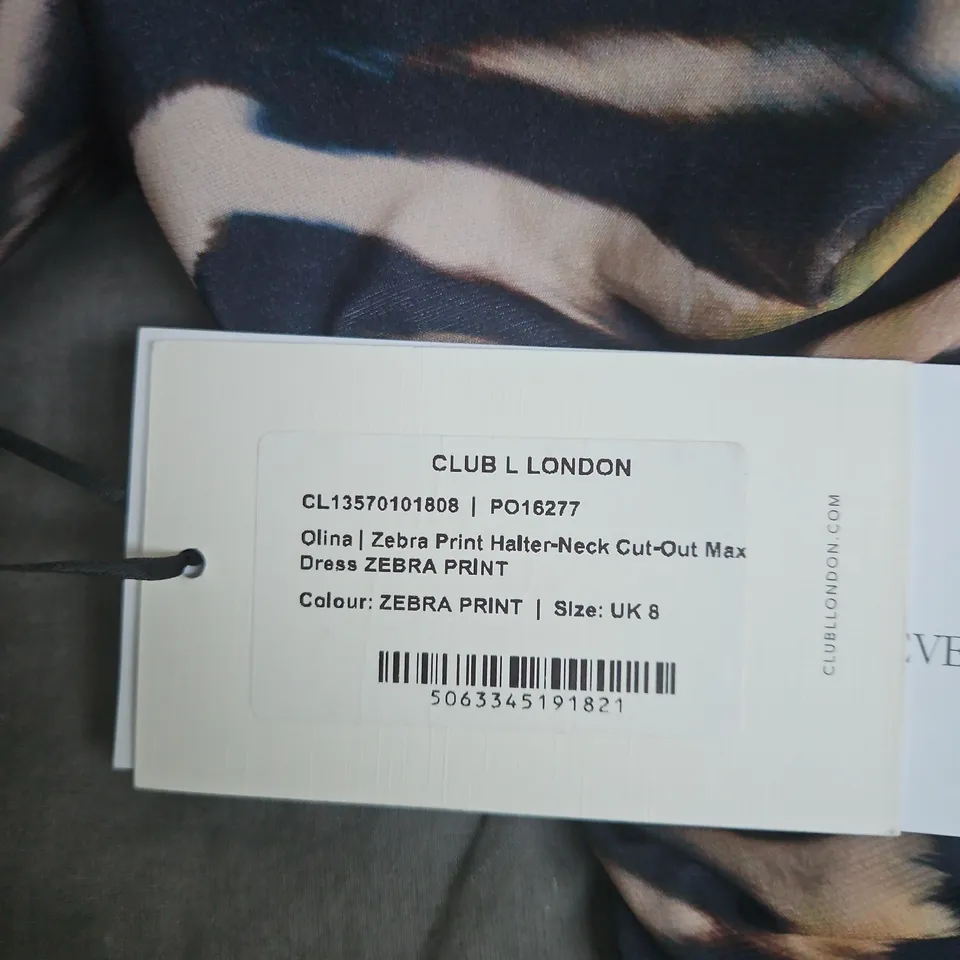 CLUB L LONDON
CL13570101808 | PO16277
Olina | Zebra Print Halter-Neck Cut-Out Max
Dress ZEBRA PRINT
Colour: ZEBRA PRINT | Size: UK 8
5063345191821
CLUBLLONDON.COM